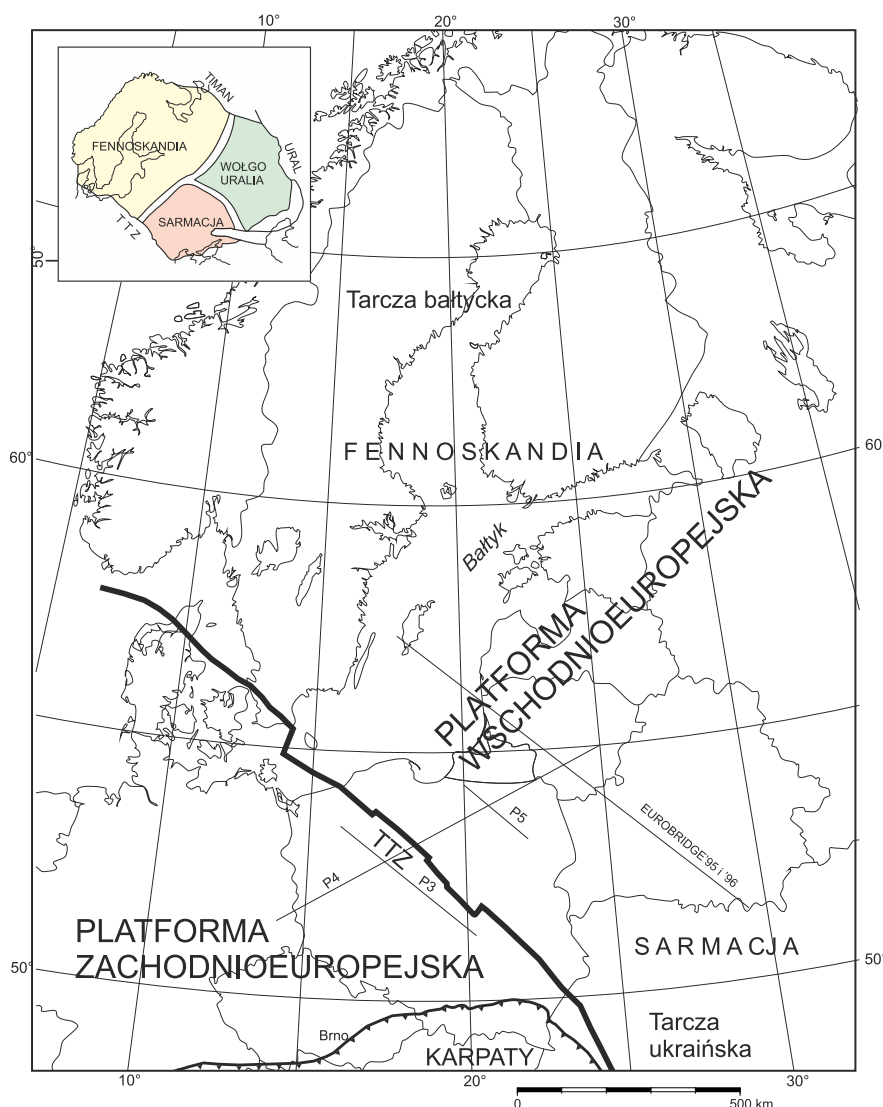 10° 20° 30°
TIMAN
FENNOSKANDIA
URAL
WOŁGO
URALIA
TTZ
SARMACJA
50°
Tarcza bałtycka
60° 60
FENNOSKANDIA
Bałtyk
PLATFORMA
WSCHODNIOEUROPEJSKA
P5
EUROBRIDGE'95 i '96
TTZ
P4
P3
PLATFORMA
ZACHODNIOEUROPEJSKA
SARMACJA
50° 50°
Brno
Tarcza
ukraińska
KARPATY
10° 20° 30°
0 500 km